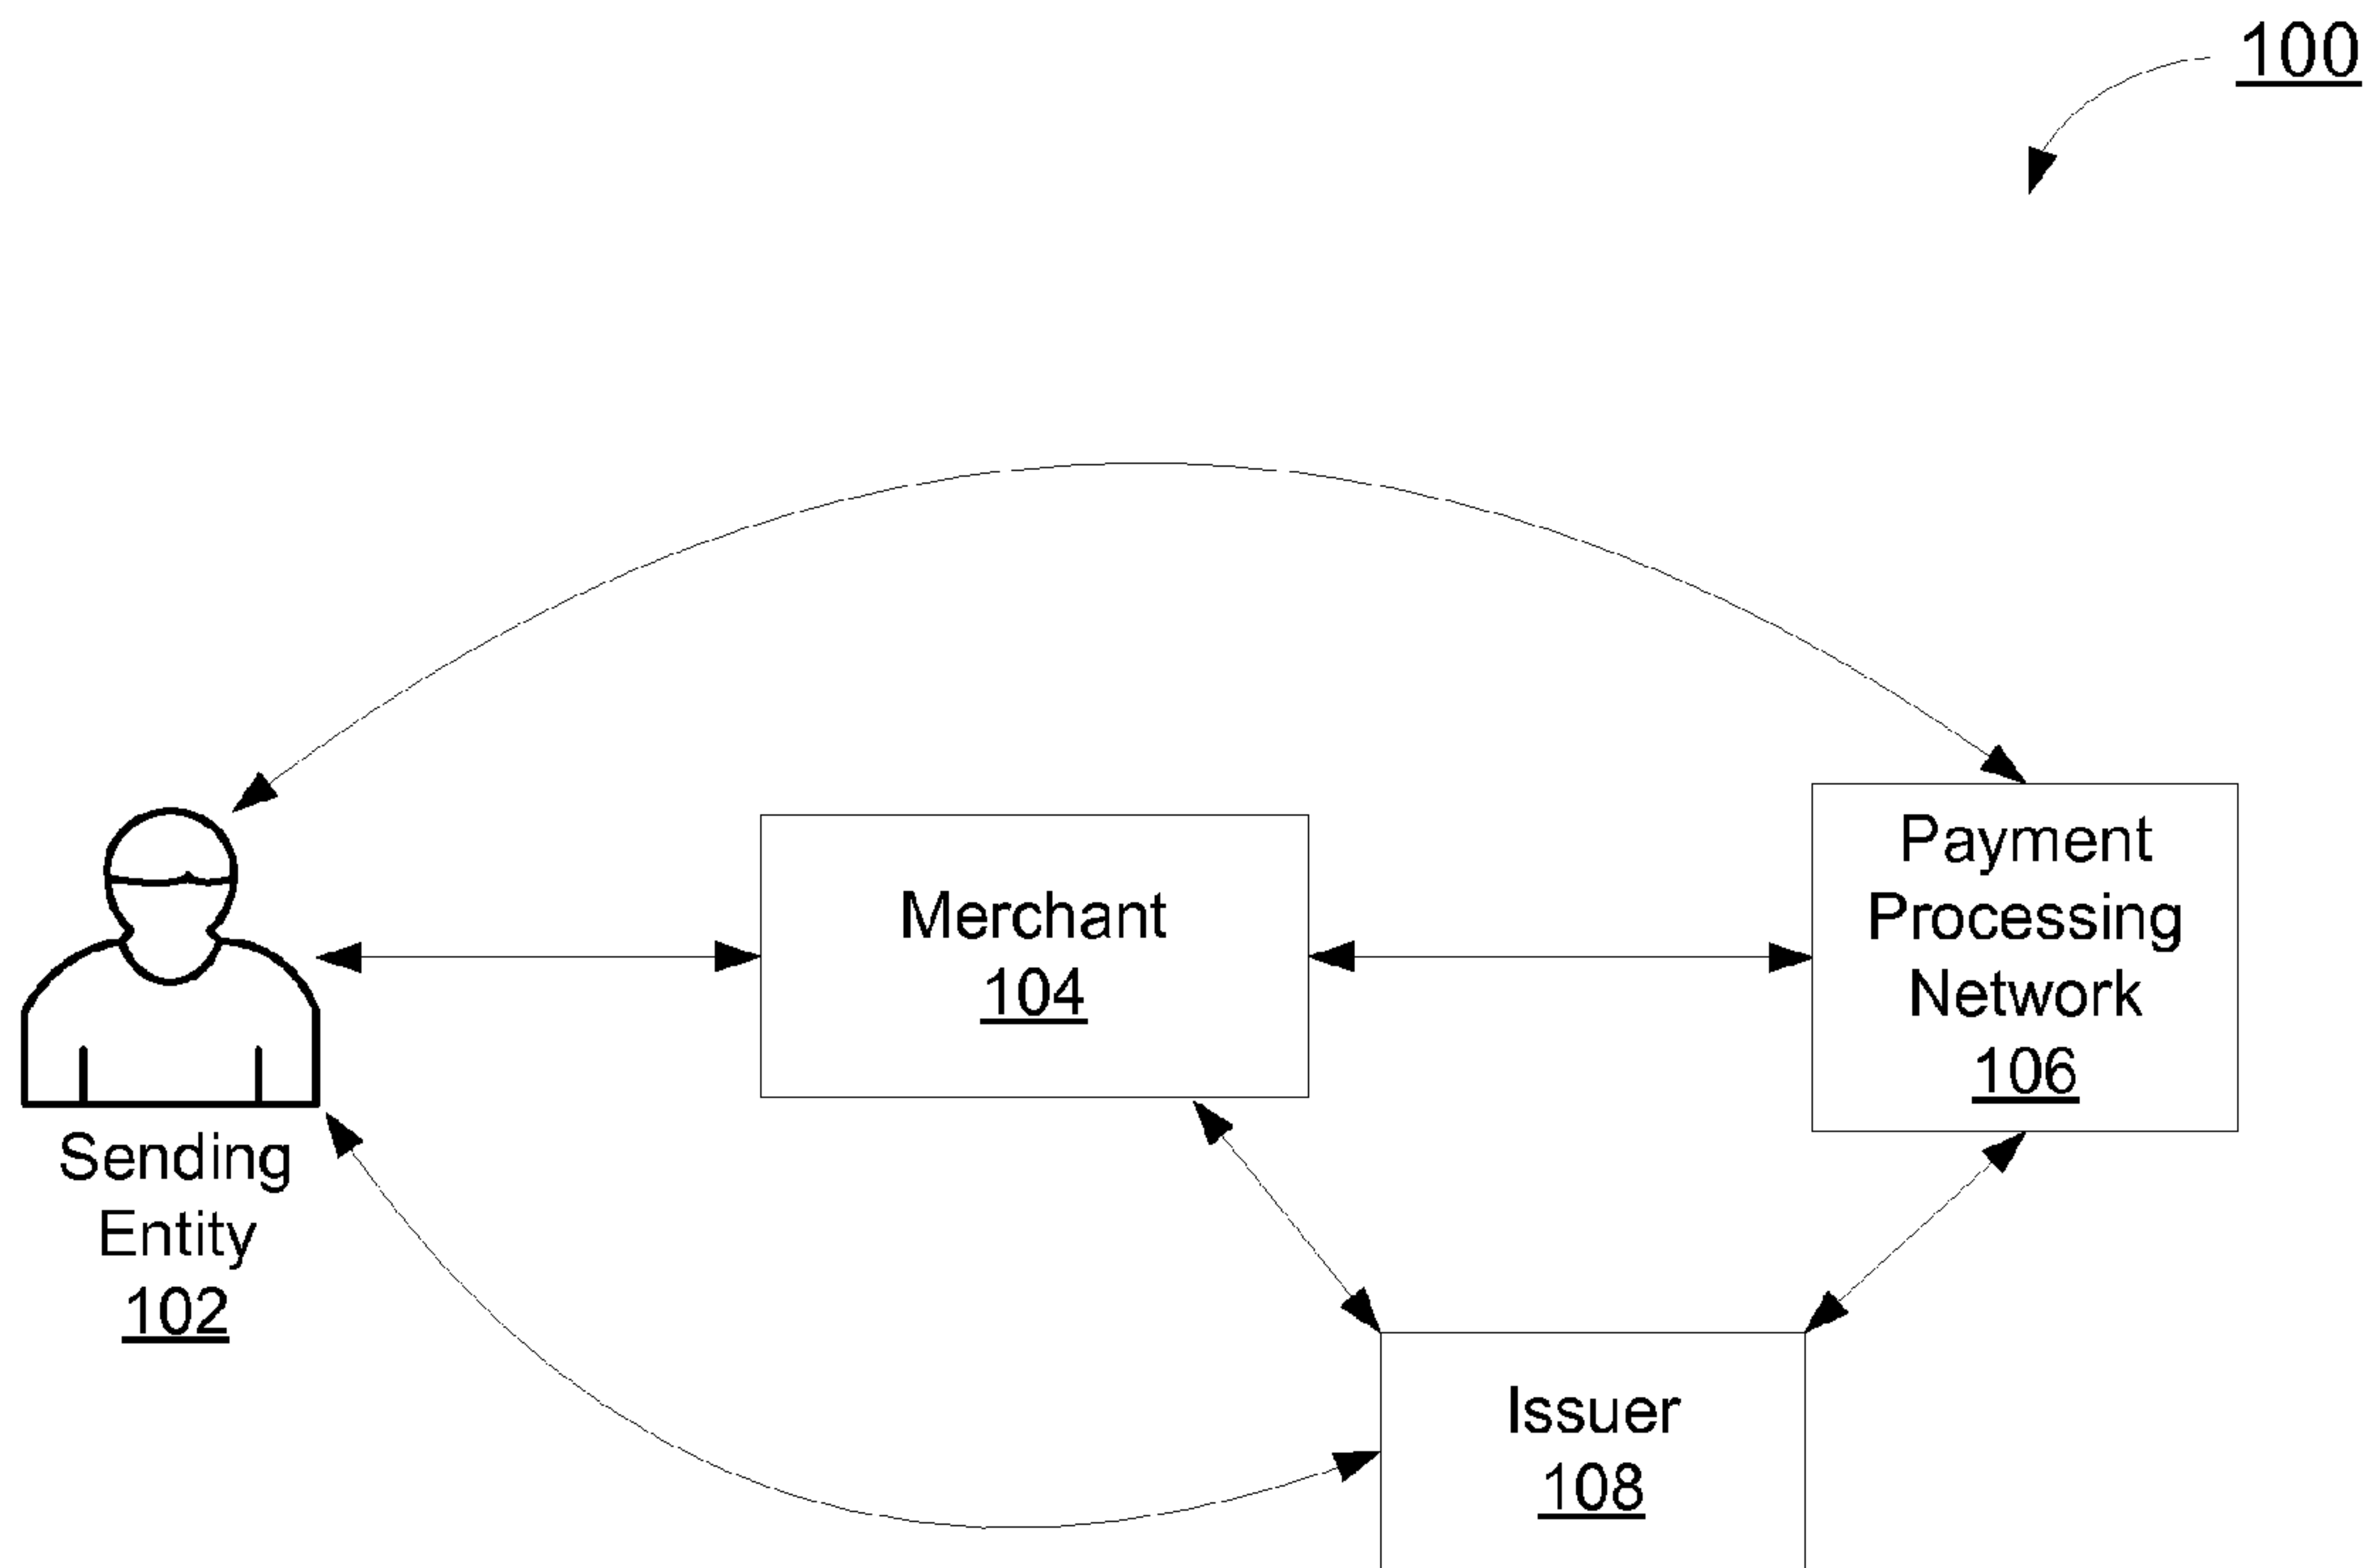 100
Merchant
104
Payment
Processing
Network
106
Sending
Entity
102
Issuer
108